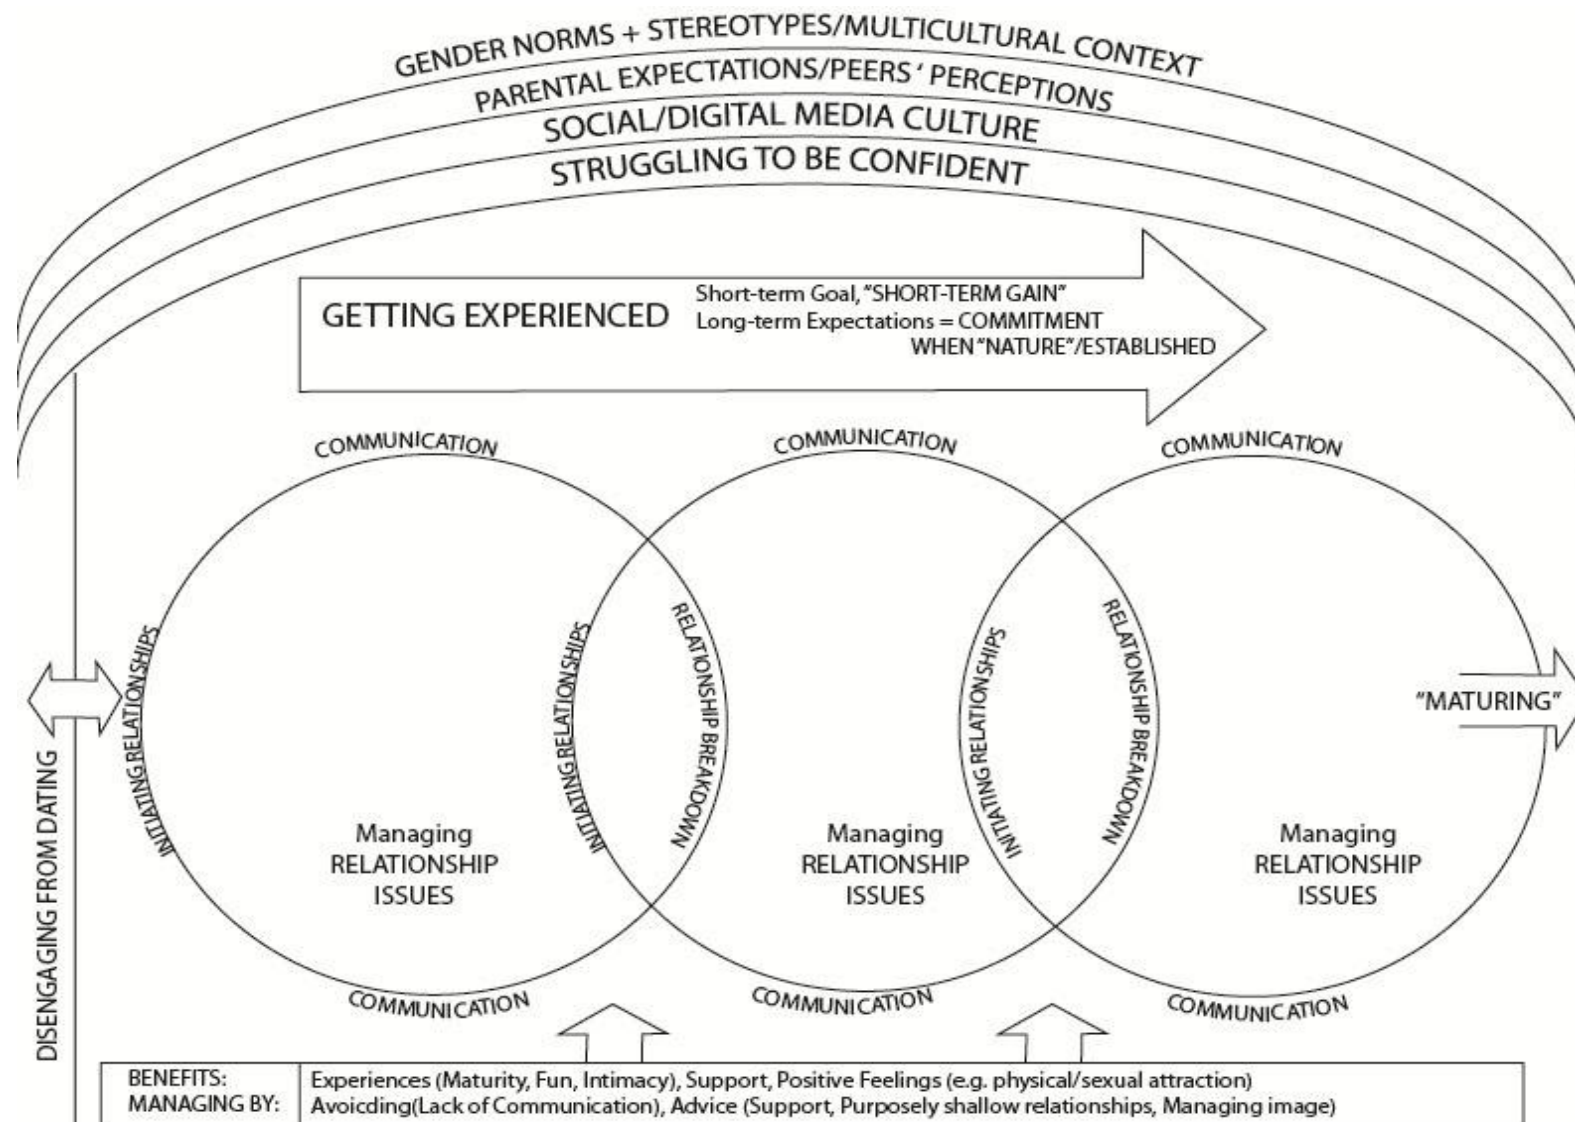 GENDER NORMS + STEREOTYPES/MULTICULTURAL CONTEXT
PARENTAL EXPECTATIONS/PEERS' PERCEPTIONS
SOCIAL/DIGITAL MEDIA CULTURE
STRUGGLING TO BE CONFIDENT
GETTING EXPERIENCED
Short-term Goal, "SHORT-TERM GAIN"
Long-term Expectations = COMMITMENT
WHEN "NATURE"/ESTABLISHED
COMMUNICATION
COMMUNICATION
COMMUNICATION
DISENGAGING FROM DATING
INITIATING RELATIONSHIPS
Managing
RELATIONSHIP
ISSUES
INITIATING RELATIONSHIPS
RELATIONSHIP BREAKDOWN
Managing
RELATIONSHIP
ISSUES
INITIATING RELATIONSHIPS
RELATIONSHIP BREAKDOWN
Managing
RELATIONSHIP
ISSUES
"MATURING"
COMMUNICATION
COMMUNICATION
COMMUNICATION
BENEFITS: Experiences (Maturity, Fun, Intimacy), Support, Positive Feelings (e.g. physical/sexual attraction)
MANAGING BY: Avoicding(Lack of Communication), Advice (Support, Purposely shallow relationships, Managing image)